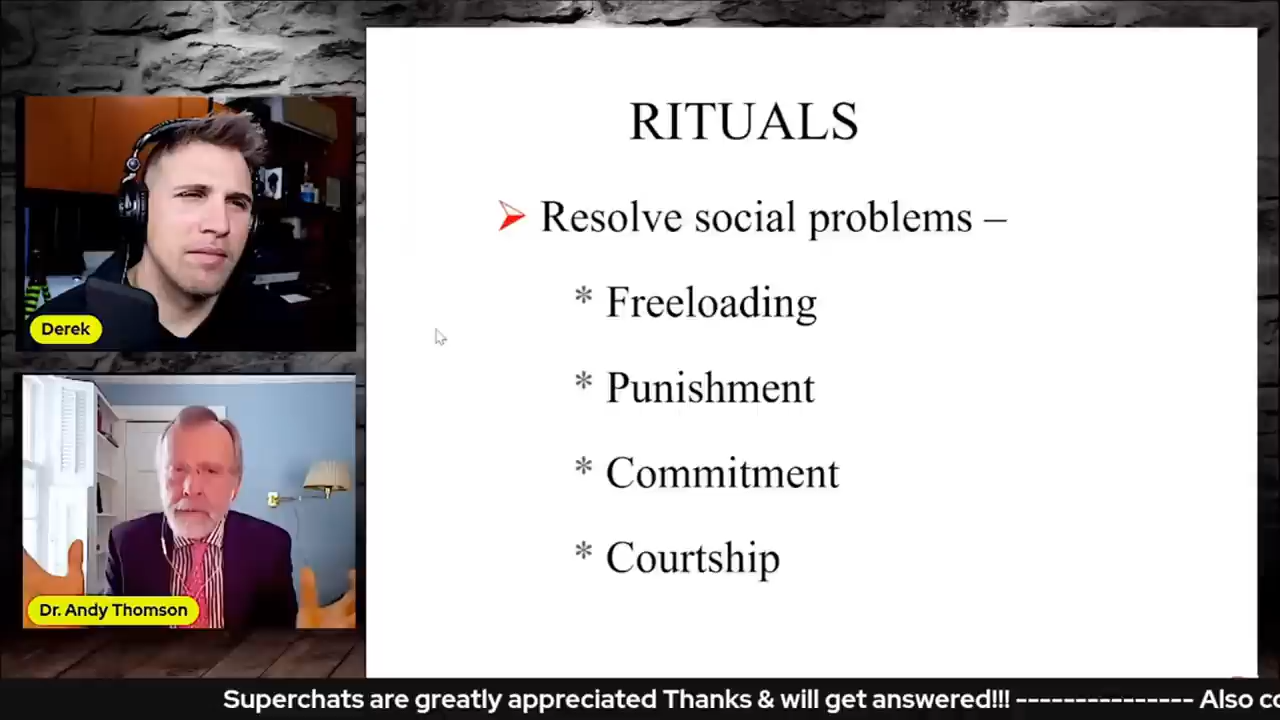 RITUALS
Resolve social problems –
* Freeloading
* Punishment
* Commitment
* Courtship
Derek
Dr. Andy Thomson
Superchats are greatly appreciated Thanks & will get answered!!! --------------- Also co